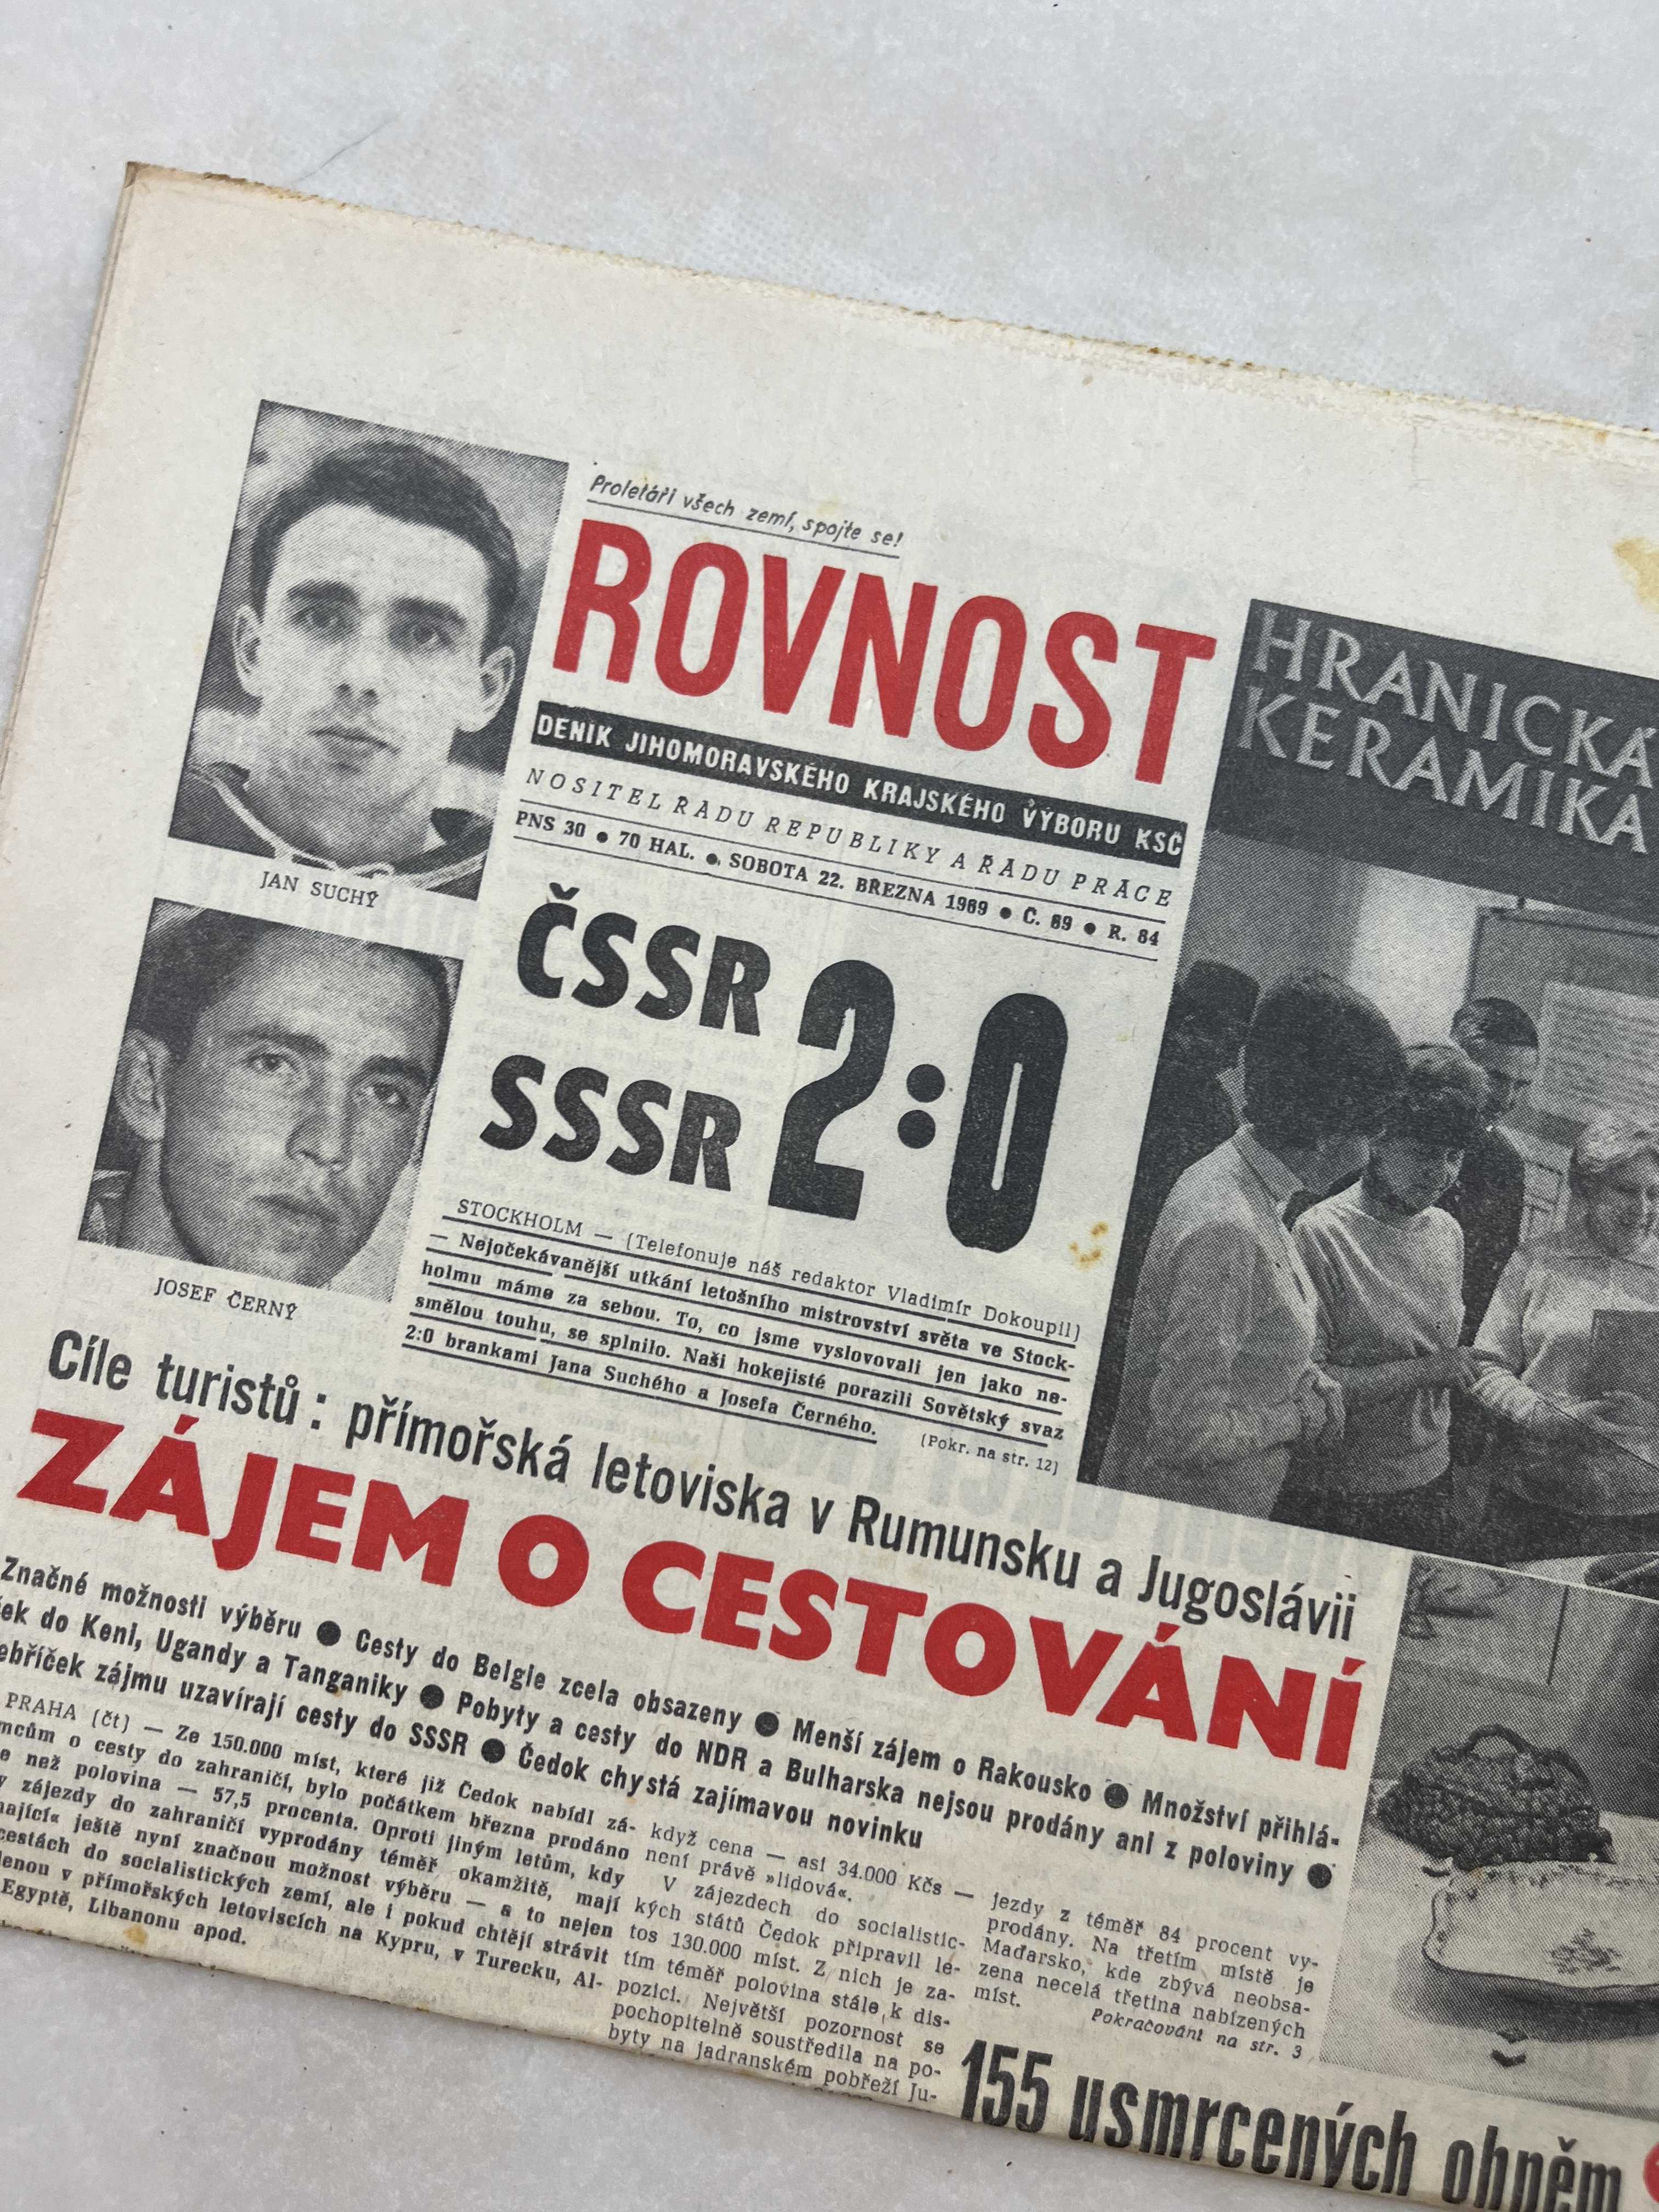 JAN SUCHÝ
JOSEF ČERNÝ
Proletáři všech zemí, spojte se!
ROVNOST
DENÍK JIHOMORAVSKÉHO KRAJSKÉHO VÝBORU KSČ
NOSITEL ŘÁDU REPUBLIKY A ŘÁDU PRÁCE
PNS 30 ● 70 HAL. ● SOBOTA 22. BŘEZNA 1969 ● Č. 69 ● R. 84
ČSSR
SSSR
2:0
STOCKHOLM — (Telefonuje náš redaktor Vladimír Dokoupil)
— Nejočekávanější utkání letošního mistrovství světa ve Stock-
holmu máme za sebou. To, co jsme vyslovovali jen jako ne-
smělou touhu, se splnilo. Naši hokejisté porazili Sovětský svaz
2:0 brankami Jana Suchého a Josefa Černého.
(Pokr. na str. 12)
HRANICKÁ
KERAMIKA
Cíle turistů: přímořská letoviska v Rumunsku a Jugoslávii
ZÁJEM O CESTOVÁNÍ
Značné možnosti výběru ● Cesty do Belgie zcela obsazeny ● Menší zájem o Rakousko ● Množství přihlá-
do Keni, Ugandy a Tanganiky ● Pobyty a cesty do NDR a Bulharska nejsou prodány ani z poloviny ●
zájmu uzavírají cesty do SSSR ● Čedok chystá zajímavou novinku
PRAHA (čt) — Ze 150.000 míst, které již Čedok nabídl zá-
o cesty do zahraničí, bylo počátkem března prodáno
než polovina — 57,5 procenta. Oproti jiným letům, kdy
zájezdy do zahraničí vyprodány téměř okamžitě, mají
ještě nyní značnou možnost výběru — a to nejen
cestách do socialistických zemí, ale i pokud chtějí strávit
v přímořských letoviscích na Kypru, v Turecku, Al-
Egyptě, Libanonu apod.
když cena — asi 34.000 Kčs —
není právě »lidová«.
V zájezdech do socialistic-
kých států Čedok připravil le-
tos 130.000 míst. Z nich je za-
tím téměř polovina stále k dis-
pozici. Největší pozornost se
pochopitelně soustředila na po-
byty na jadranském pobřeží Ju-
jezdy z téměř 84 procent vy-
prodány. Na třetím místě je
Maďarsko, kde zbývá neobsa-
zena necelá třetina nabízených
míst.
Pokračování na str. 3
155 usmrcených ohněm